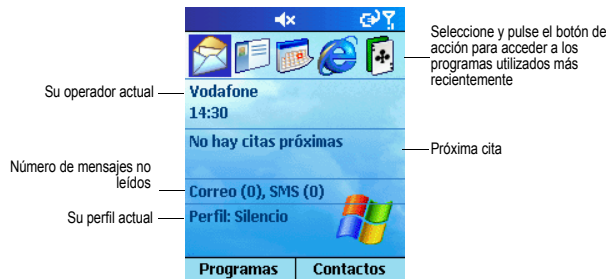 Seleccione y pulse el botón de
acción para acceder a los
programas utilizados más
recientemente
Su operador actual
Vodafone
14:30
No hay citas próximas
Próxima cita
Número de mensajes no
leídos
Correo (0), SMS (0)
Su perfil actual
Perfil: Silencio
Programas
Contactos